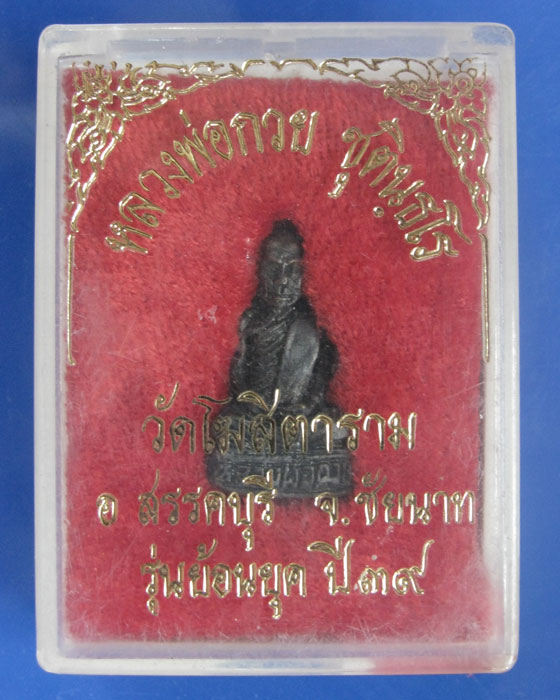 หลวงพ่อกวย ชุตินฺธโร
วัดโฆสิตาราม
อ สรรคบุรี จ.ชัยนาท
รุ่นย้อนยุค ปี๓๙